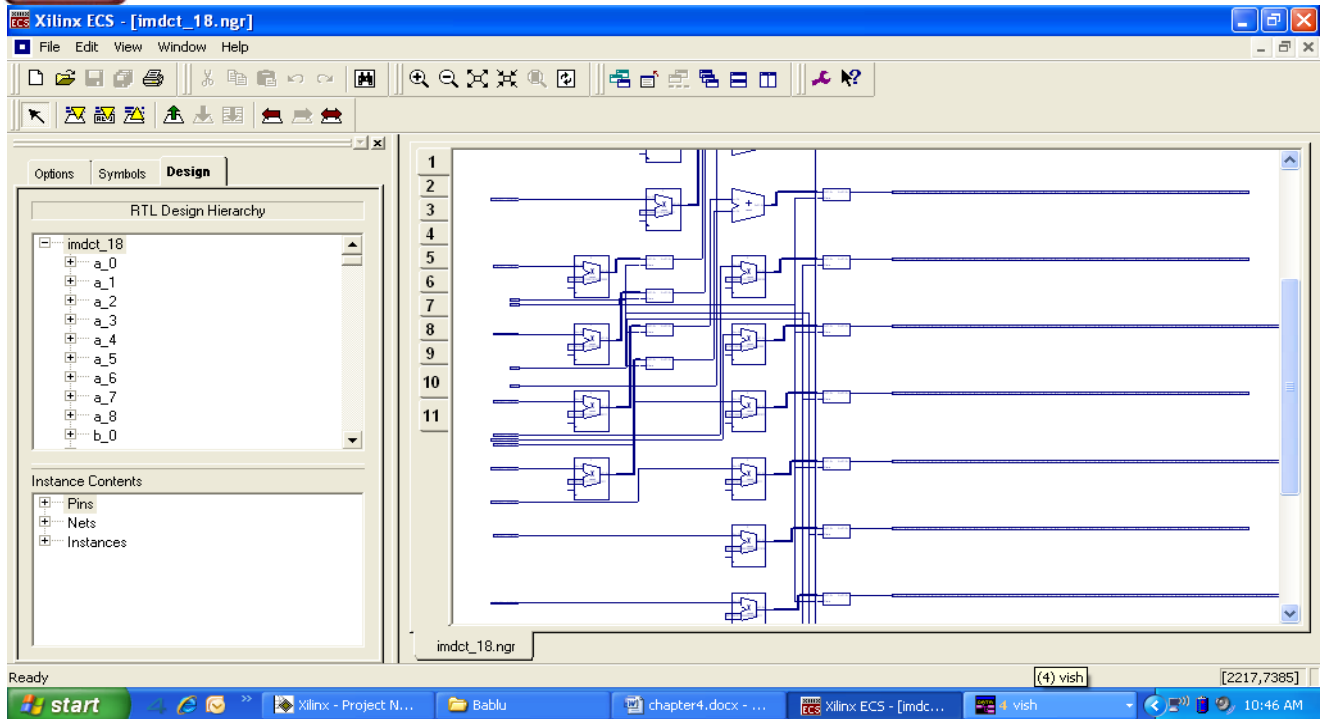 Xilinx ECS - [imdct_18.ngr]
File Edit View Window Help
Options Symbols Design
RTL Design Hierarchy
imdct_18
a_0
a_1
a_2
a_3
a_4
a_5
a_6
a_7
a_8
b_0
Instance Contents
Pins
Nets
Instances
1
2
3
4
5
6
7
8
9
10
11
imdct_18.ngr
Ready
(4) vish
[2217,7385]
start
Xilinx - Project N...
Bablu
chapter4.docx - ...
Xilinx ECS - [imdc...
4 vish
10:46 AM